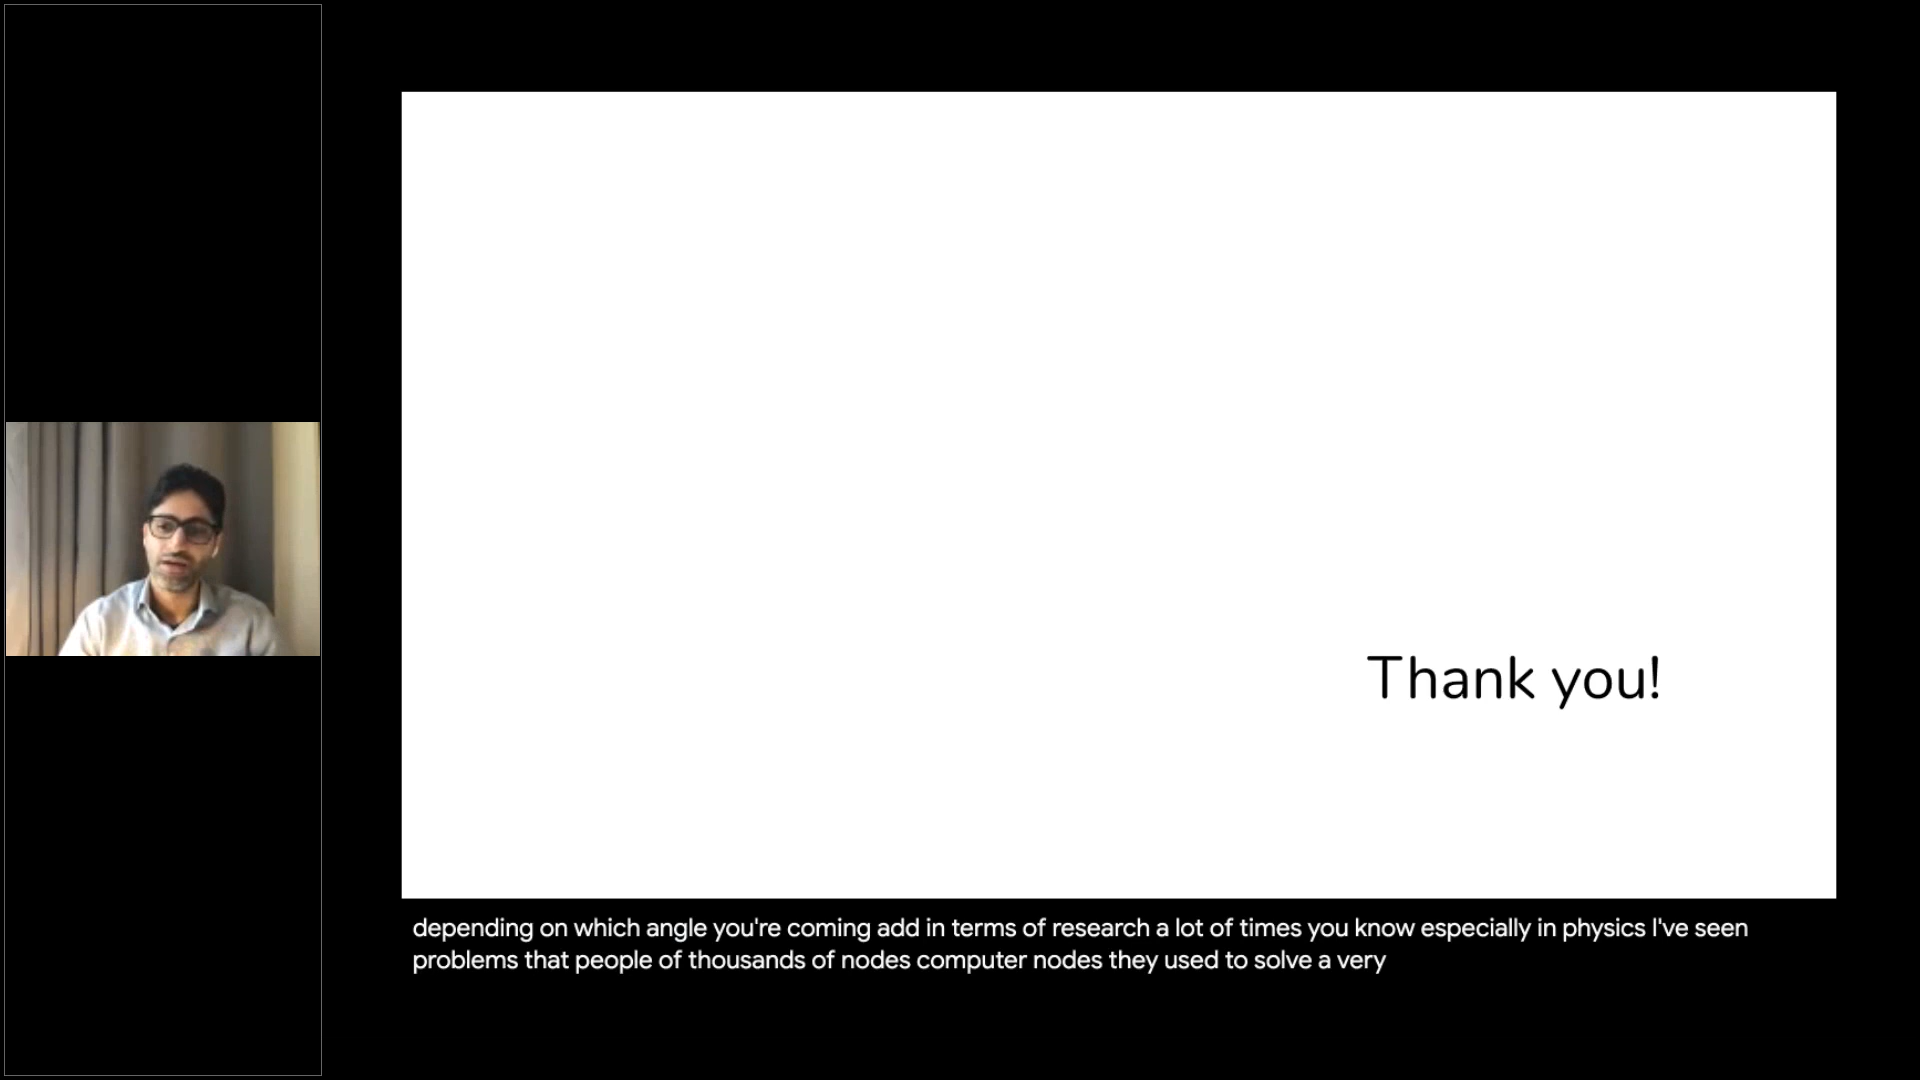 Thank you!
depending on which angle you're coming add in terms of research a lot of times you know especially in physics I've seen
problems that people of thousands of nodes computer nodes they used to solve a very